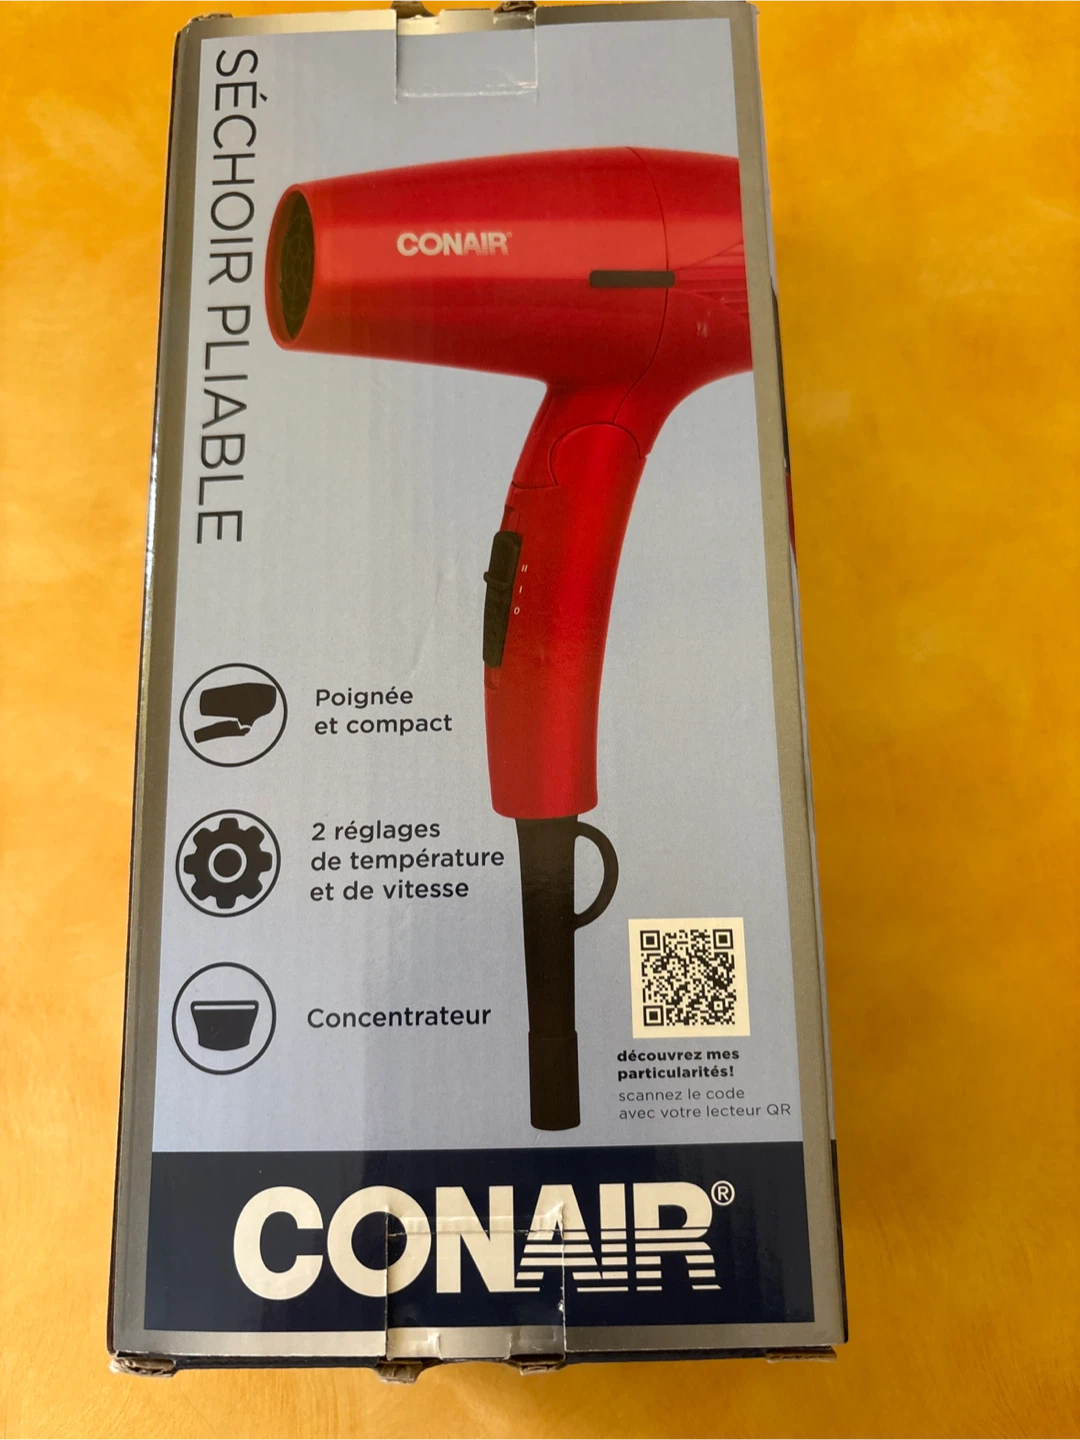 SÉCHOIR PLIABLE
CONAIR
II
I
O
Poignée
et compact
2 réglages
de température
et de vitesse
Concentrateur
découvrez mes
particularités!
scannez le code
avec votre lecteur QR
CONAIR®